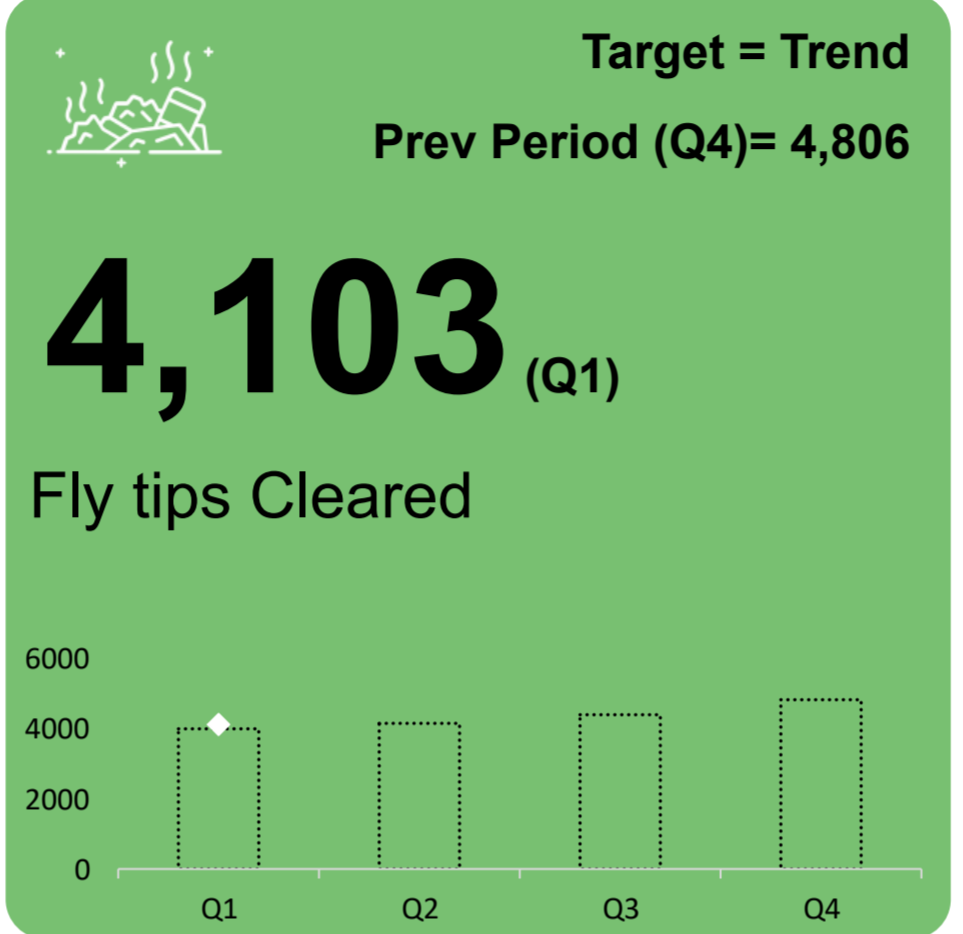 Target = Trend
Prev Period (Q4)= 4,806
4,103 (Q1)
Fly tips Cleared
6000
4000
2000
0
Q1 Q2 Q3 Q4